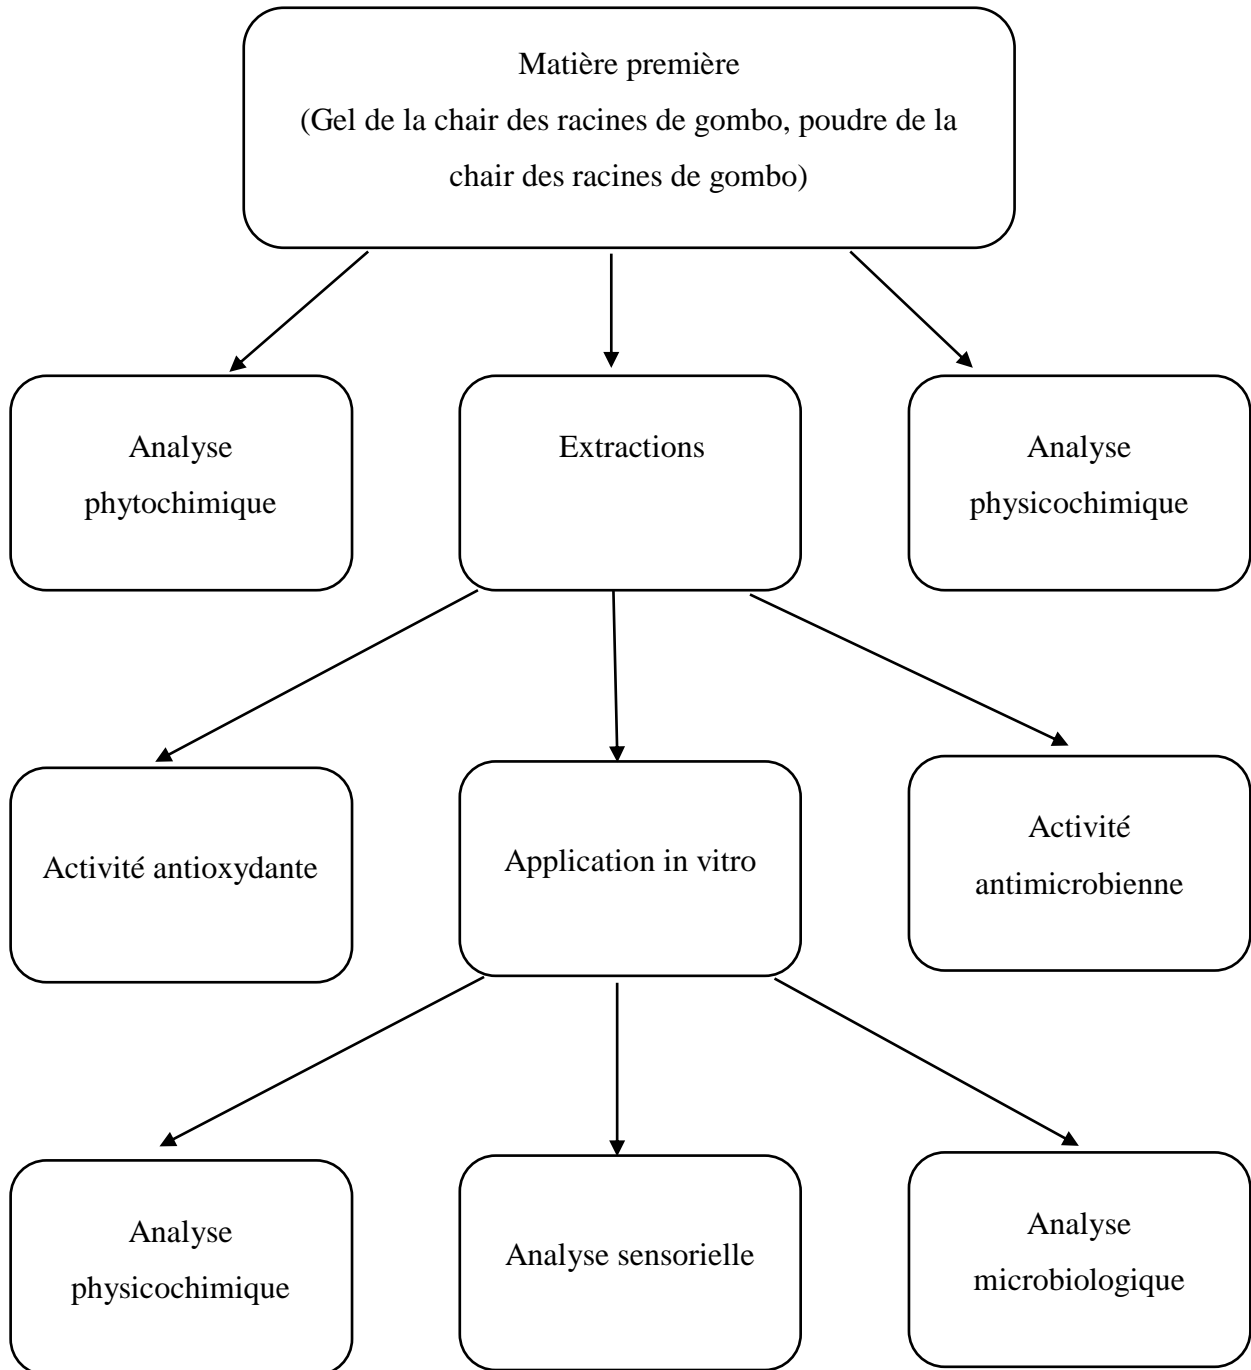 Matière première
(Gel de la chair des racines de gombo, poudre de la
chair des racines de gombo)
Analyse
phytochimique
Extractions
Analyse
physicochimique
Activité antioxydante
Application in vitro
Activité
antimicrobienne
Analyse
physicochimique
Analyse sensorielle
Analyse
microbiologique